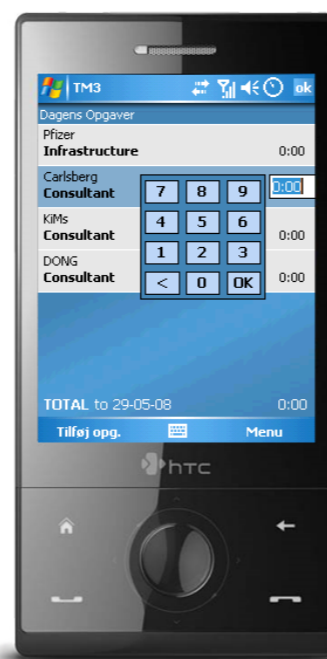 TM3
ok
Dagens Opgaver
Pfizer
Infrastructure 0:00
Carlsberg
Consultant 0:00
7 8 9
KiMs
Consultant 0:00
4 5 6
1 2 3
DONG
Consultant 0:00
< 0 OK
TOTAL to 29-05-08 0:00
Tilføj opg. Menu
hTC